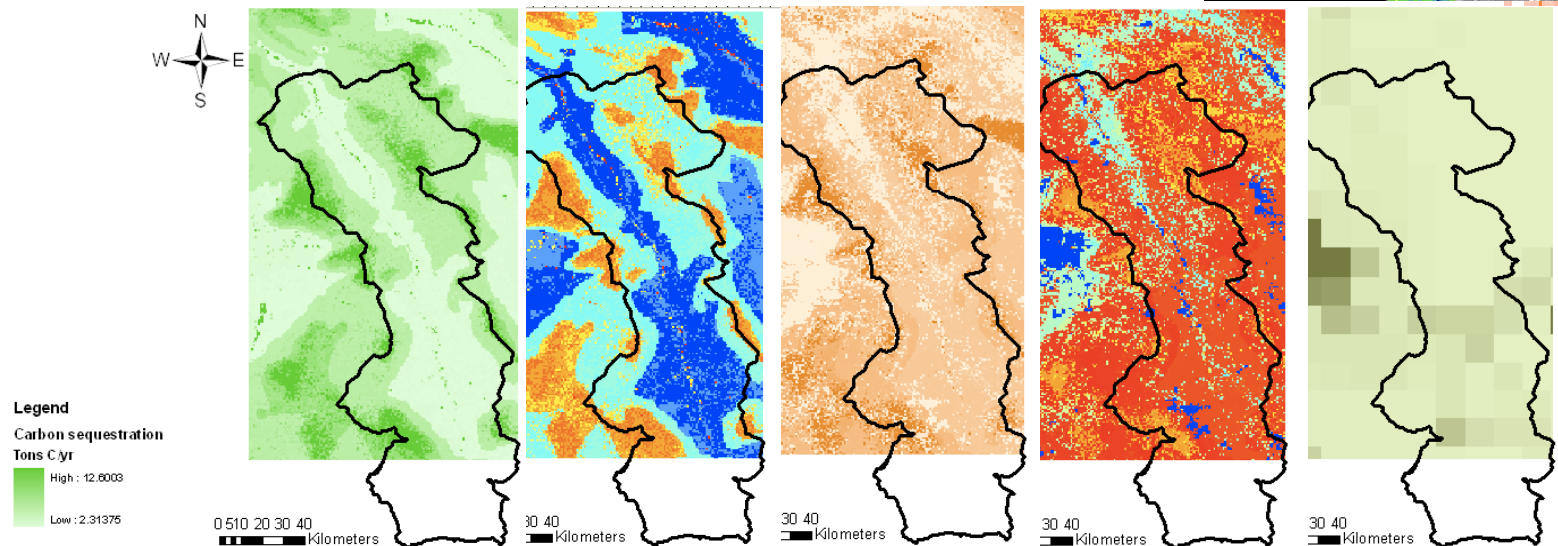 N
W E
S
Legend
Carbon sequestration
Tons C/yr
High : 12.6003
Low : 2.31375
0 5 10 20 30 40
Kilometers
30 40
Kilometers
30 40
Kilometers
30 40
Kilometers
30 40
Kilometers